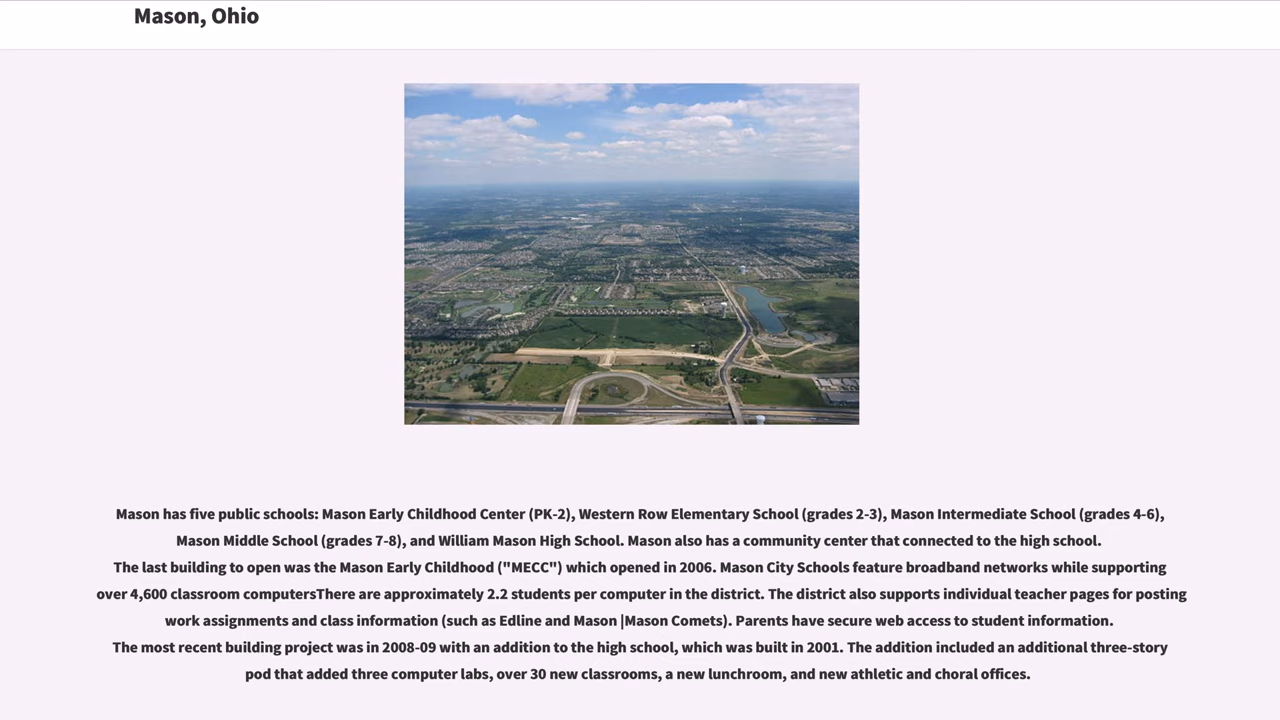 Mason, Ohio
Mason has five public schools: Mason Early Childhood Center (PK-2), Western Row Elementary School (grades 2-3), Mason Intermediate School (grades 4-6),
Mason Middle School (grades 7-8), and William Mason High School. Mason also has a community center that connected to the high school.
The last building to open was the Mason Early Childhood ("MECC") which opened in 2006. Mason City Schools feature broadband networks while supporting
over 4,600 classroom computersThere are approximately 2.2 students per computer in the district. The district also supports individual teacher pages for posting
work assignments and class information (such as Edline and Mason |Mason Comets). Parents have secure web access to student information.
The most recent building project was in 2008-09 with an addition to the high school, which was built in 2001. The addition included an additional three-story
pod that added three computer labs, over 30 new classrooms, a new lunchroom, and new athletic and choral offices.